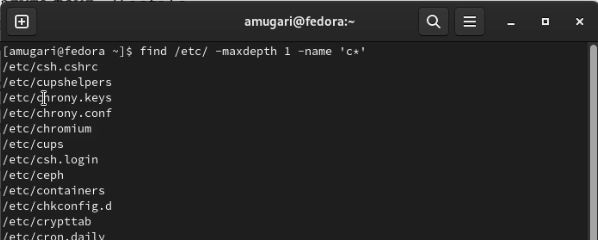 amugari@fedora:~
[amugari@fedora ~]$ find /etc/ -maxdepth 1 -name 'c*'
/etc/csh.cshrc
/etc/cupshelpers
/etc/chrony.keys
/etc/chrony.conf
/etc/chromium
/etc/cups
/etc/csh.login
/etc/ceph
/etc/containers
/etc/chkconfig.d
/etc/crypttab
/etc/cron.daily